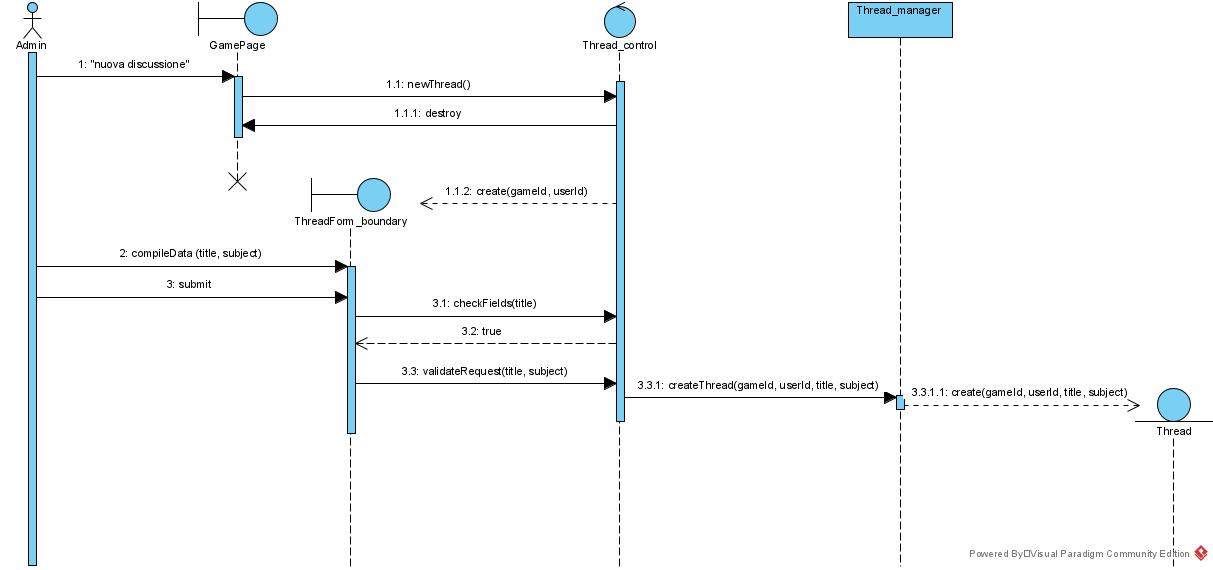 Thread_manager
Admin
GamePage
Thread_control
1: "nuova discussione"
1.1: newThread()
1.1.1: destroy
1.1.2: create(gameId, userId)
ThreadForm_boundary
2: compileData (title, subject)
3: submit
3.1: checkFields(title)
3.2: true
3.3: validateRequest(title, subject)
3.3.1: createThread(gameId, userId, title, subject)
3.3.1.1: create(gameId, userId, title, subject)
Thread
Powered By Visual Paradigm Community Edition